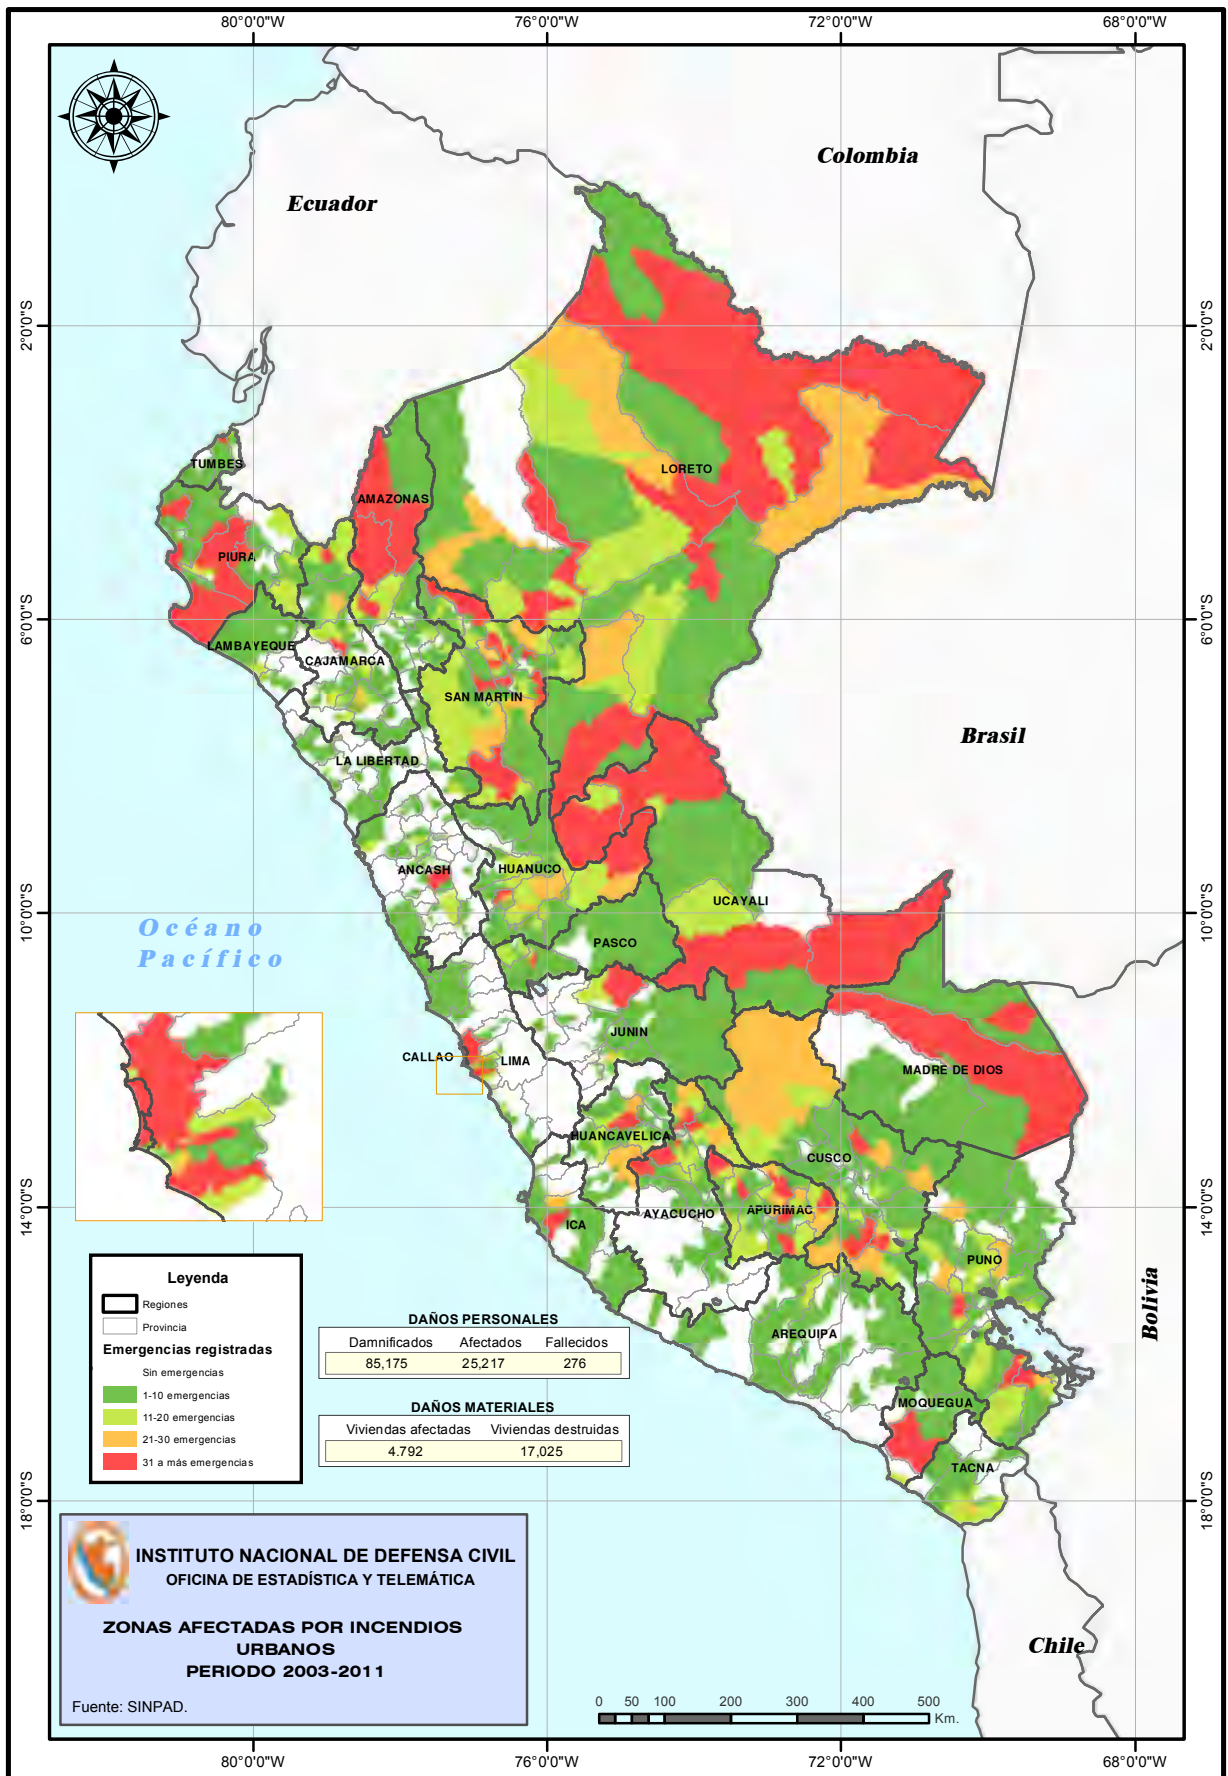 80°0'0"W
76°0'0"W
72°0'0"W
68°0'0"W
Colombia
Ecuador
2°0'0"S
2°0'0"S
TUMBES
LORETO
AMAZONAS
PIURA
6°0'0"S
6°0'0"S
LAMBAYEQUE
CAJAMARCA
SAN MARTIN
Brasil
LA LIBERTAD
ANCASH
HUANUCO
UCAYALI
10°0'0"S
10°0'0"S
Océano
Pacífico
PASCO
JUNIN
CALLAO
LIMA
MADRE DE DIOS
HUANCAVELICA
CUSCO
14°0'0"S
14°0'0"S
ICA
AYACUCHO
APURIMAC
PUNO
Bolivia
AREQUIPA
MOQUEGUA
TACNA
18°0'0"S
18°0'0"S
Chile
Leyenda
Regiones
Provincia
Emergencias registradas
Sin emergencias
1-10 emergencias
11-20 emergencias
21-30 emergencias
31 a más emergencias
DAÑOS PERSONALES
Damnificados Afectados Fallecidos
85,175 25,217 276
DAÑOS MATERIALES
Viviendas afectadas Viviendas destruidas
4.792 17,025
INSTITUTO NACIONAL DE DEFENSA CIVIL
OFICINA DE ESTADÍSTICA Y TELEMÁTICA
ZONAS AFECTADAS POR INCENDIOS
URBANOS
PERIODO 2003-2011
Fuente: SINPAD.
0 50 100 200 300 400 500
Km.
80°0'0"W
76°0'0"W
72°0'0"W
68°0'0"W